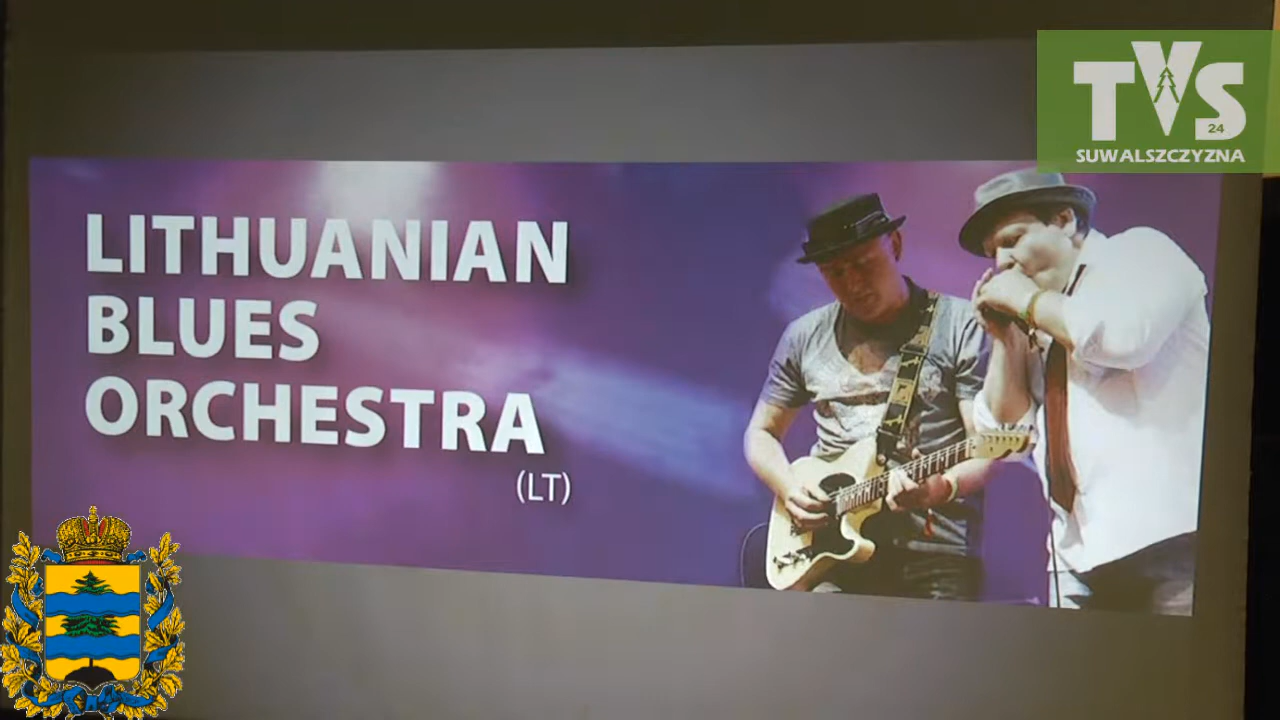 TVS
24
SUWALSZCZYZNA
LITHUANIAN
BLUES
ORCHESTRA
(LT)